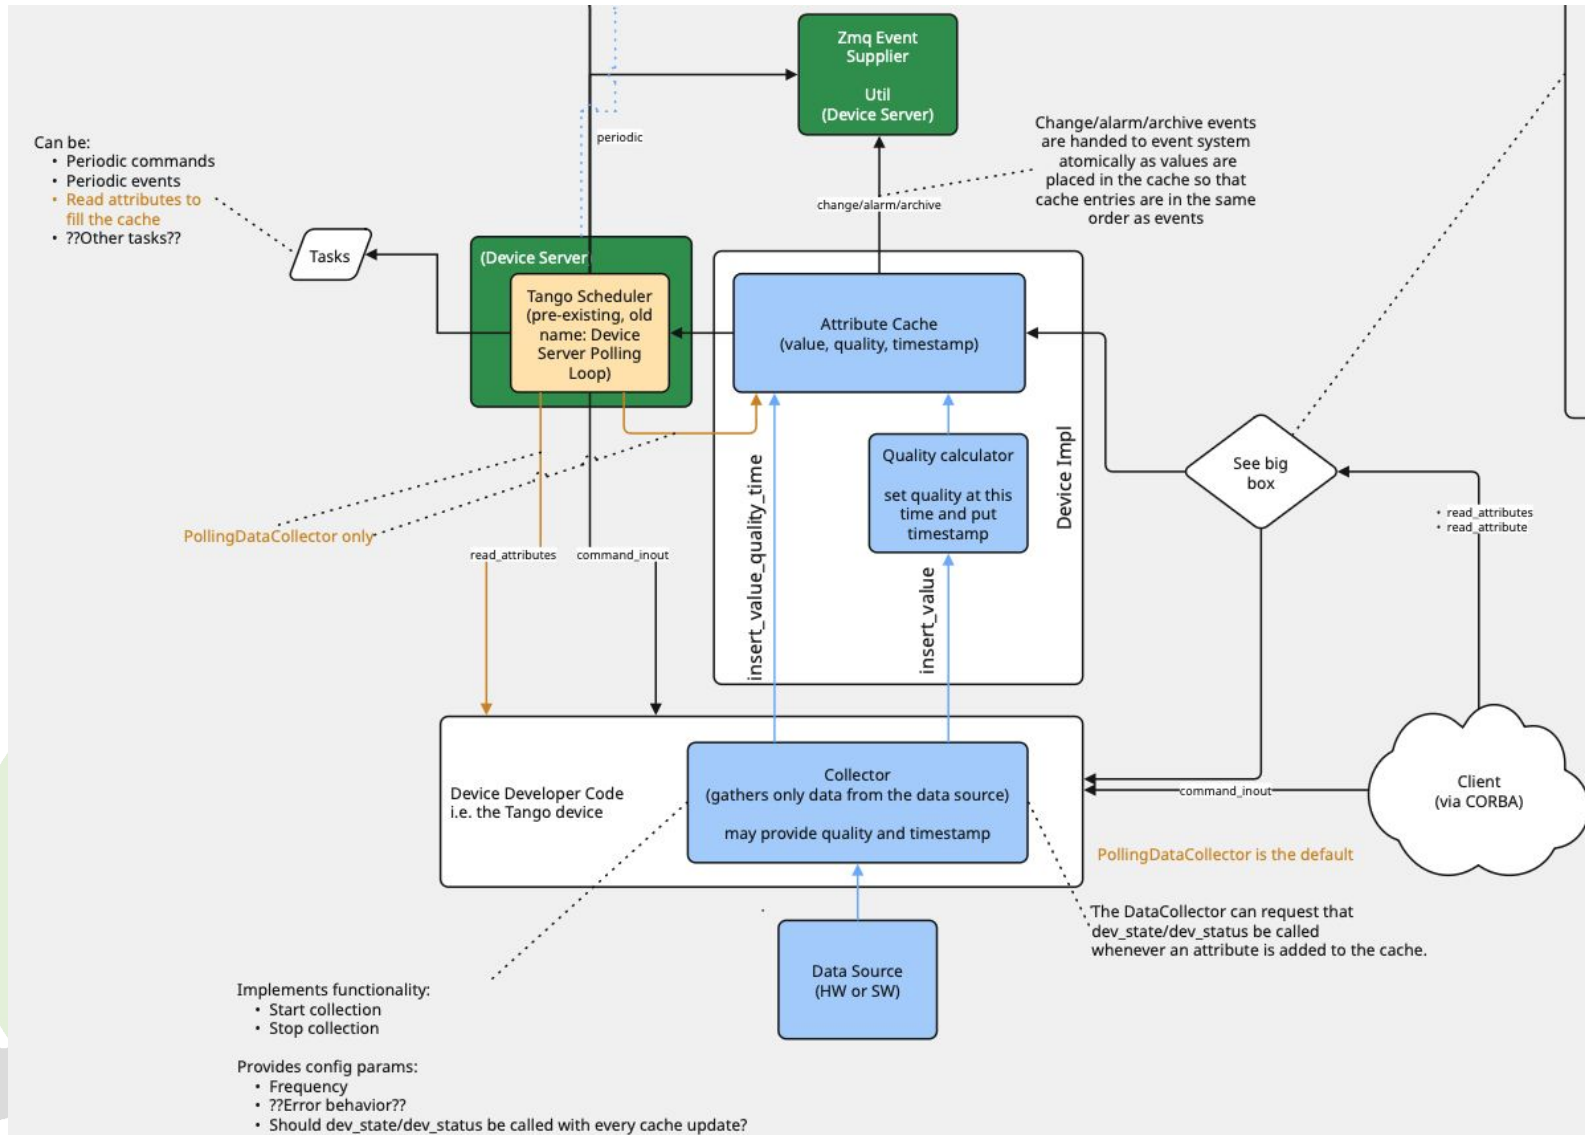 Zmq Event
Supplier
Util
(Device Server)
periodic
Can be:
• Periodic commands
• Periodic events
• Read attributes to
fill the cache
• ??Other tasks??
Change/alarm/archive events
are handed to event system
atomically as values are
placed in the cache so that
cache entries are in the same
order as events
change/alarm/archive
Tasks
(Device Server
Tango Scheduler
(pre-existing, old
name: Device
Server Polling
Loop)
Attribute Cache
(value, quality, timestamp)
Quality calculator
set quality at this
time and put
timestamp
Device Impl
See big
box
• read_attributes
• read_attribute
PollingDataCollector only
read_attributes
command_inout
insert_value_quality_time
insert_value
Device Developer Code
i.e. the Tango device
Collector
(gathers only data from the data source)
may provide quality and timestamp
command_inout
Client
(via CORBA)
PollingDataCollector is the default
The DataCollector can request that
dev_state/dev_status be called
whenever an attribute is added to the cache.
Data Source
(HW or SW)
Implements functionality:
• Start collection
• Stop collection
Provides config params:
• Frequency
• ??Error behavior??
• Should dev_state/dev_status be called with every cache update?